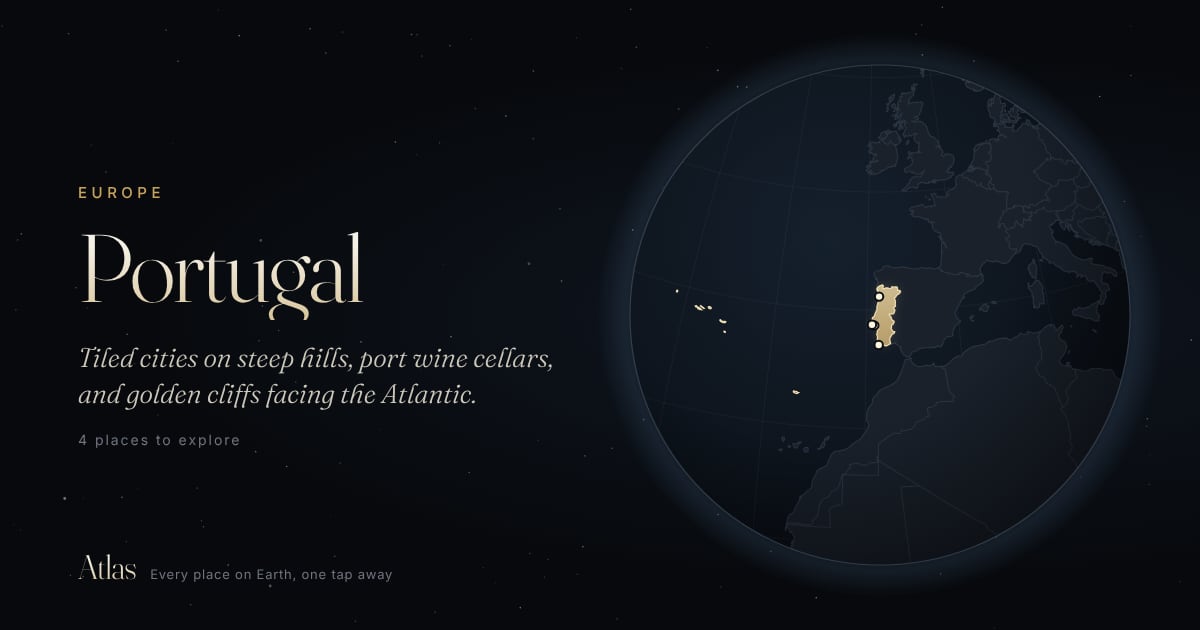 EUROPE
Portugal
Tiled cities on steep hills, port wine cellars,
and golden cliffs facing the Atlantic.
4 places to explore
Atlas Every place on Earth, one tap away